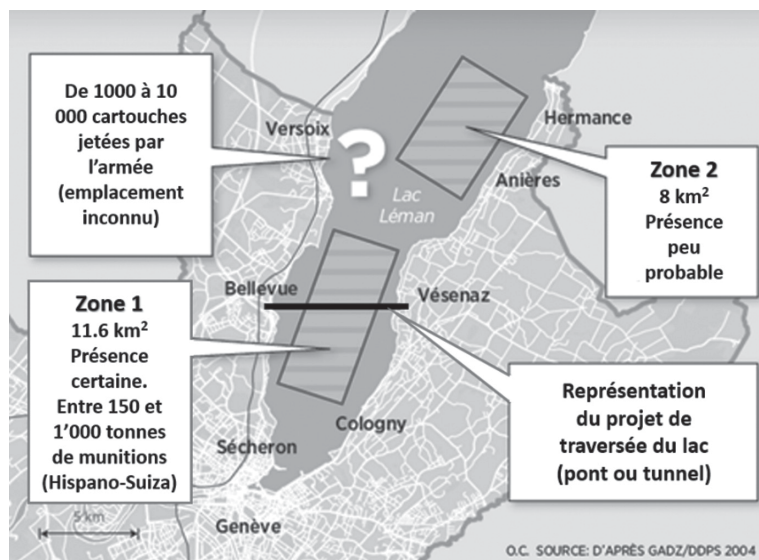 De 1000 à 10
000 cartouches
jetées par
l'armée
(emplacement
inconnu)
Versoix
?
Hermance
Lac
Léman
Anières
Zone 2
8 km²
Présence
peu
probable
Bellevue
Vésenaz
Zone 1
11.6 km²
Présence
certaine.
Entre 150 et
1'000 tonnes
de munitions
(Hispano-Suiza)
Représentation
du projet de
traversée du lac
(pont ou tunnel)
Cologny
Sécheron
Genève
5 km
O.C. SOURCE: D'APRÈS GADZ/DDPS 2004